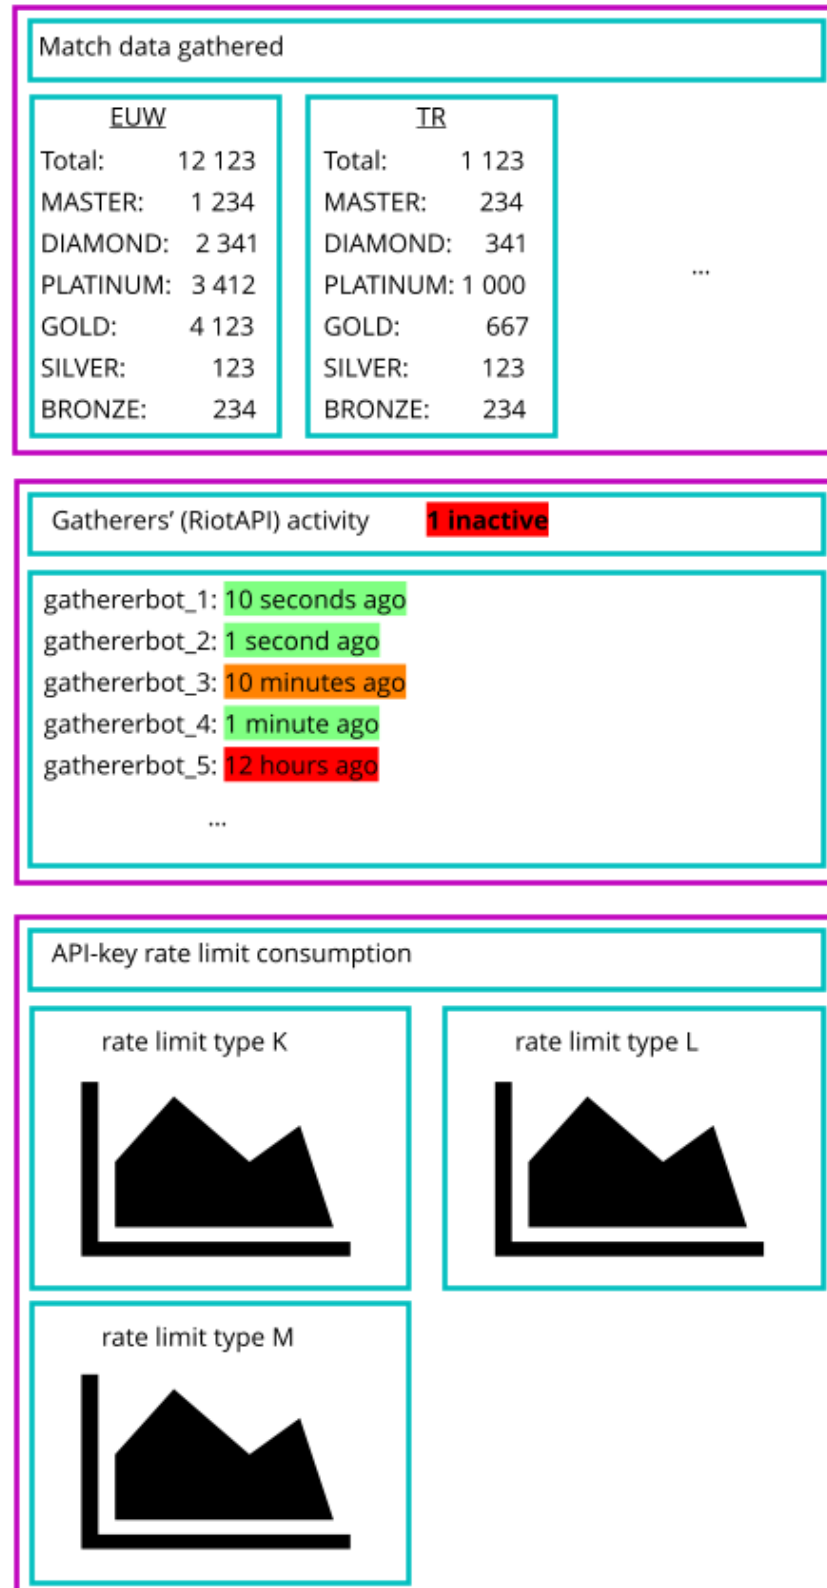 Match data gathered
EUW
Total: 12 123
MASTER: 1 234
DIAMOND: 2 341
PLATINUM: 3 412
GOLD: 4 123
SILVER: 123
BRONZE: 234
TR
Total: 1 123
MASTER: 234
DIAMOND: 341
PLATINUM: 1 000
GOLD: 667
SILVER: 123
BRONZE: 234
...
Gatherers’ (RiotAPI) activity 1 inactive
gathererbot_1: 10 seconds ago
gathererbot_2: 1 second ago
gathererbot_3: 10 minutes ago
gathererbot_4: 1 minute ago
gathererbot_5: 12 hours ago
...
API-key rate limit consumption
rate limit type K
rate limit type L
rate limit type M